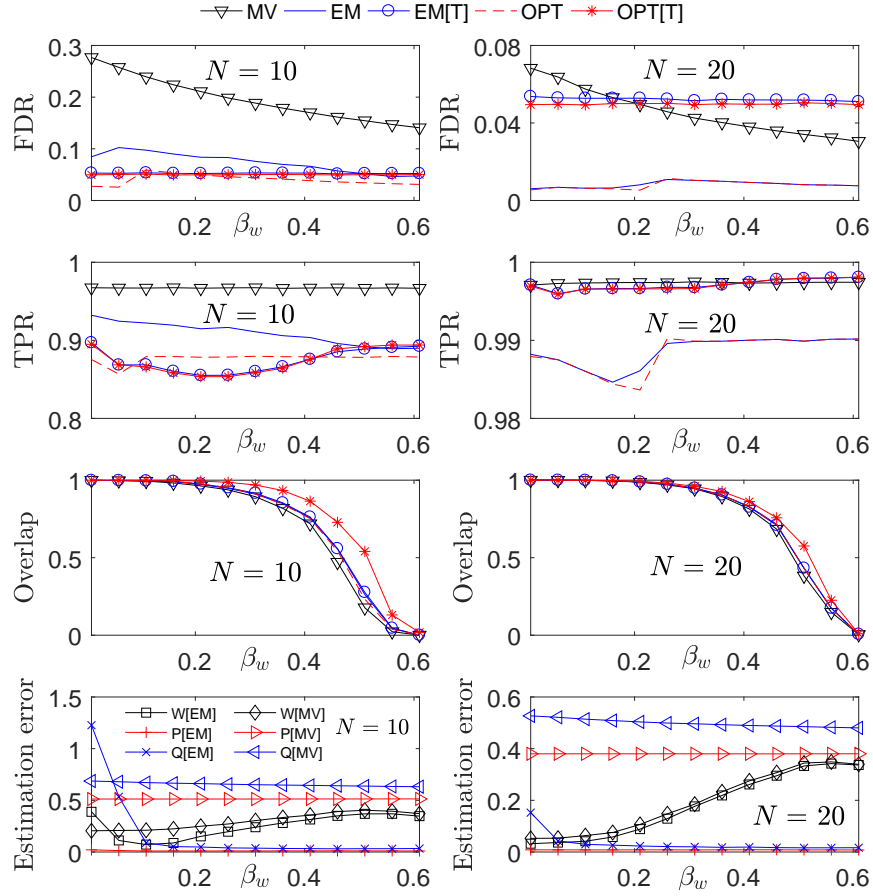 MV EM EM[T] OPT OPT[T]
0.3
0.2
0.1
0
FDR
N = 10
0.2 0.4 0.6
β_w
0.08
0.04
0
FDR
N = 20
0.2 0.4 0.6
β_w
1
0.9
0.8
TPR
N = 10
0.2 0.4 0.6
β_w
1
0.99
0.98
TPR
N = 20
0.2 0.4 0.6
β_w
1
0.5
0
Overlap
N = 10
0.2 0.4 0.6
β_w
1
0.5
0
Overlap
N = 20
0.2 0.4 0.6
β_w
1.5
1
0.5
0
Estimation error
W[EM] W[MV]
P[EM] P[MV]
Q[EM] Q[MV]
N = 10
0.2 0.4 0.6
β_w
0.6
0.4
0.2
0
Estimation error
N = 20
0.2 0.4 0.6
β_w